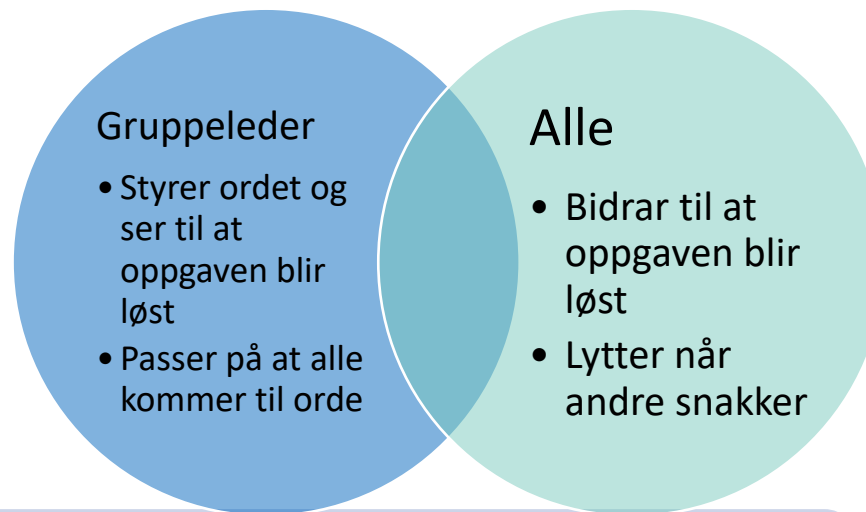 Gruppeleder
• Styrer ordet og
ser til at
oppgaven blir
løst
• Passer på at alle
kommer til orde
Alle
• Bidrar til at
oppgaven blir
løst
• Lytter når
andre snakker